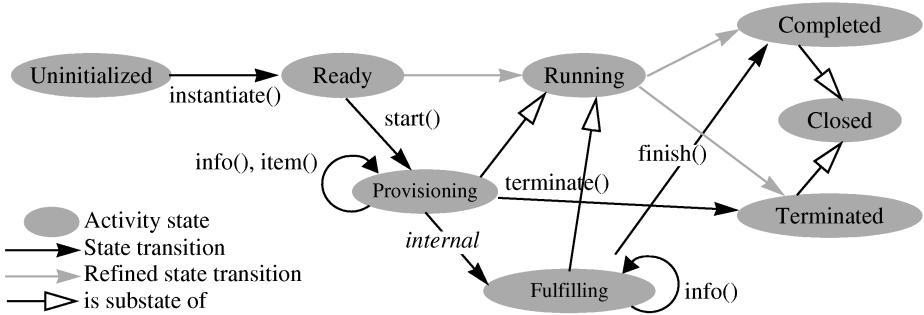 Completed
Uninitialized
Ready
Running
instantiate()
start()
Closed
info(), item()
finish()
Provisioning
terminate()
Terminated
Activity state
State transition
internal
Refined state transition
Fulfilling
info()
is substate of